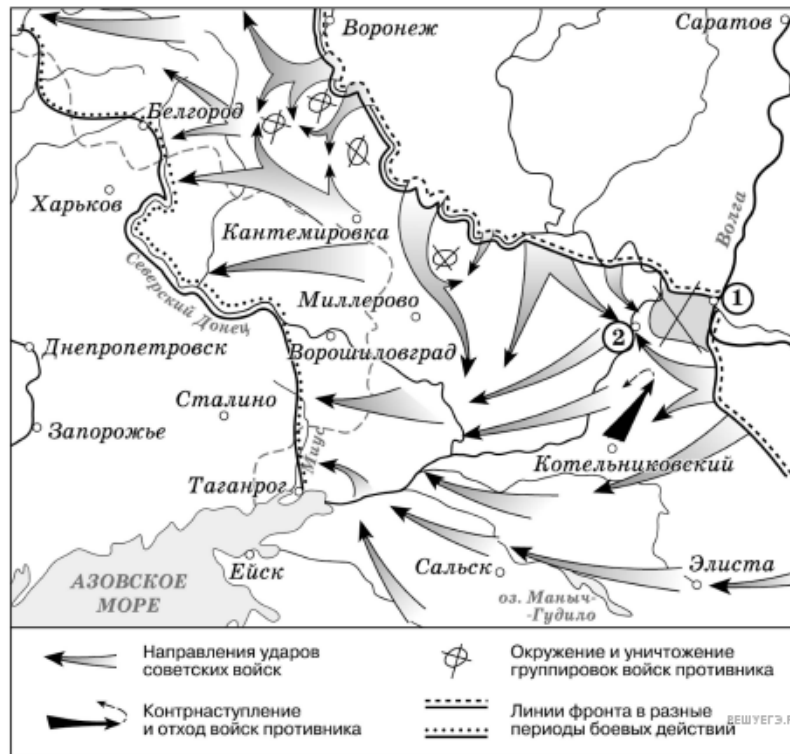 Воронеж
Саратов
Белгород
Харьков
Волга
Кантемировка
Северский Донец
Миллерово
1
Днепропетровск
Ворошиловград
2
Сталино
Запорожье
Миус
Котельниковский
Таганрог
АЗОВСКОЕ
МОРЕ
Ейск
Сальск
Элиста
оз. Маныч-
-Гудило
Направления ударов
советских войск
Окружение и уничтожение
группировок войск противника
Контрнаступление
и отход войск противника
Линии фронта в разные
периоды боевых действий